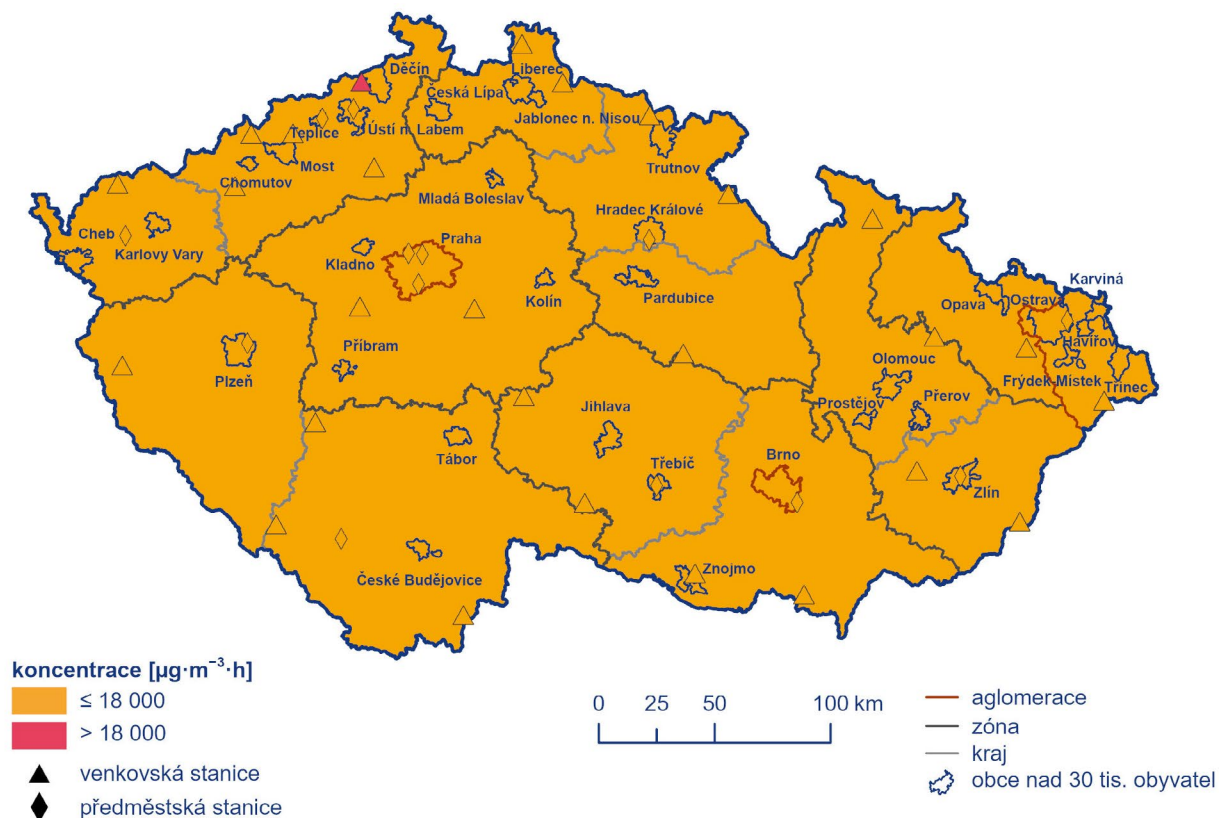 Děčín
Liberec
Česká Lípa
Jablonec n. Nisou
Teplice
Ústí n. Labem
Most
Chomutov
Trutnov
Mladá Boleslav
Hradec Králové
Cheb
Karlovy Vary
Praha
Kladno
Kolín
Pardubice
Karviná
Opava
Ostrava
Havířov
Příbram
Plzeň
Olomouc
Frýdek-Místek
Třinec
Prostějov
Přerov
Jihlava
Tábor
Třebíč
Brno
Zlín
Znojmo
České Budějovice
koncentrace [µg·m⁻³·h]
≤ 18 000
> 18 000
venkovská stanice
předměstská stanice
0 25 50 100 km
aglomerace
zóna
kraj
obce nad 30 tis. obyvatel